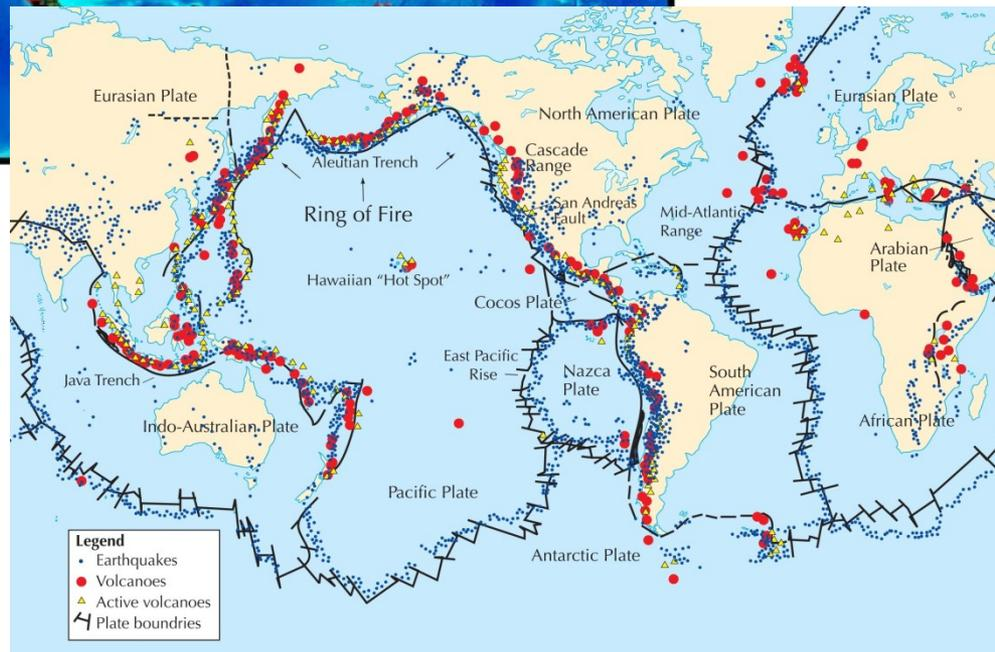 Eurasian Plate
Eurasian Plate
North American Plate
Aleutian Trench
Cascade
Range
Ring of Fire
San Andreas
Fault
Mid-Atlantic
Range
Arabian
Plate
Hawaiian “Hot Spot”
Cocos Plate
East Pacific
Rise
Nazca
Plate
South
American
Plate
Java Trench
Indo-Australian Plate
African Plate
Pacific Plate
Antarctic Plate
Legend
Earthquakes
Volcanoes
Active volcanoes
Plate boundries